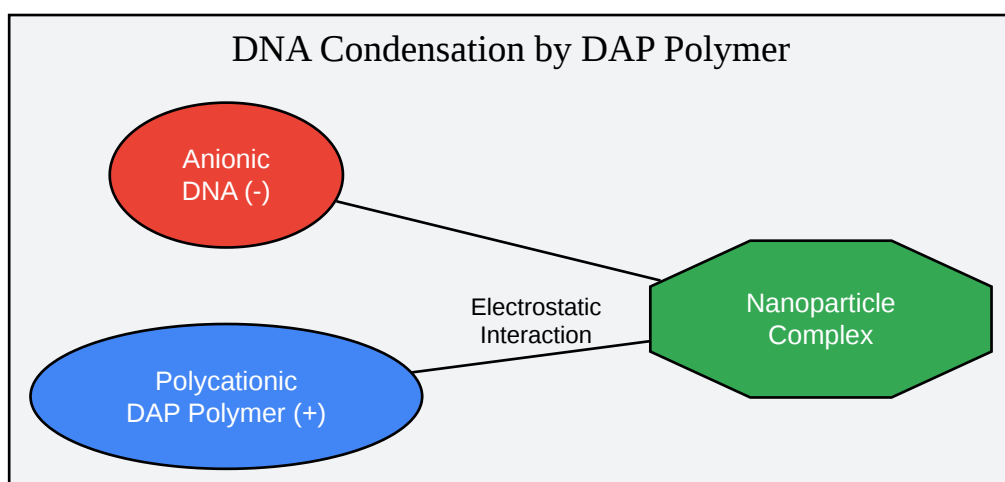 DNA Condensation by DAP Polymer
Anionic
DNA (-)
Electrostatic
Interaction
Nanoparticle
Complex
Polycationic
DAP Polymer (+)